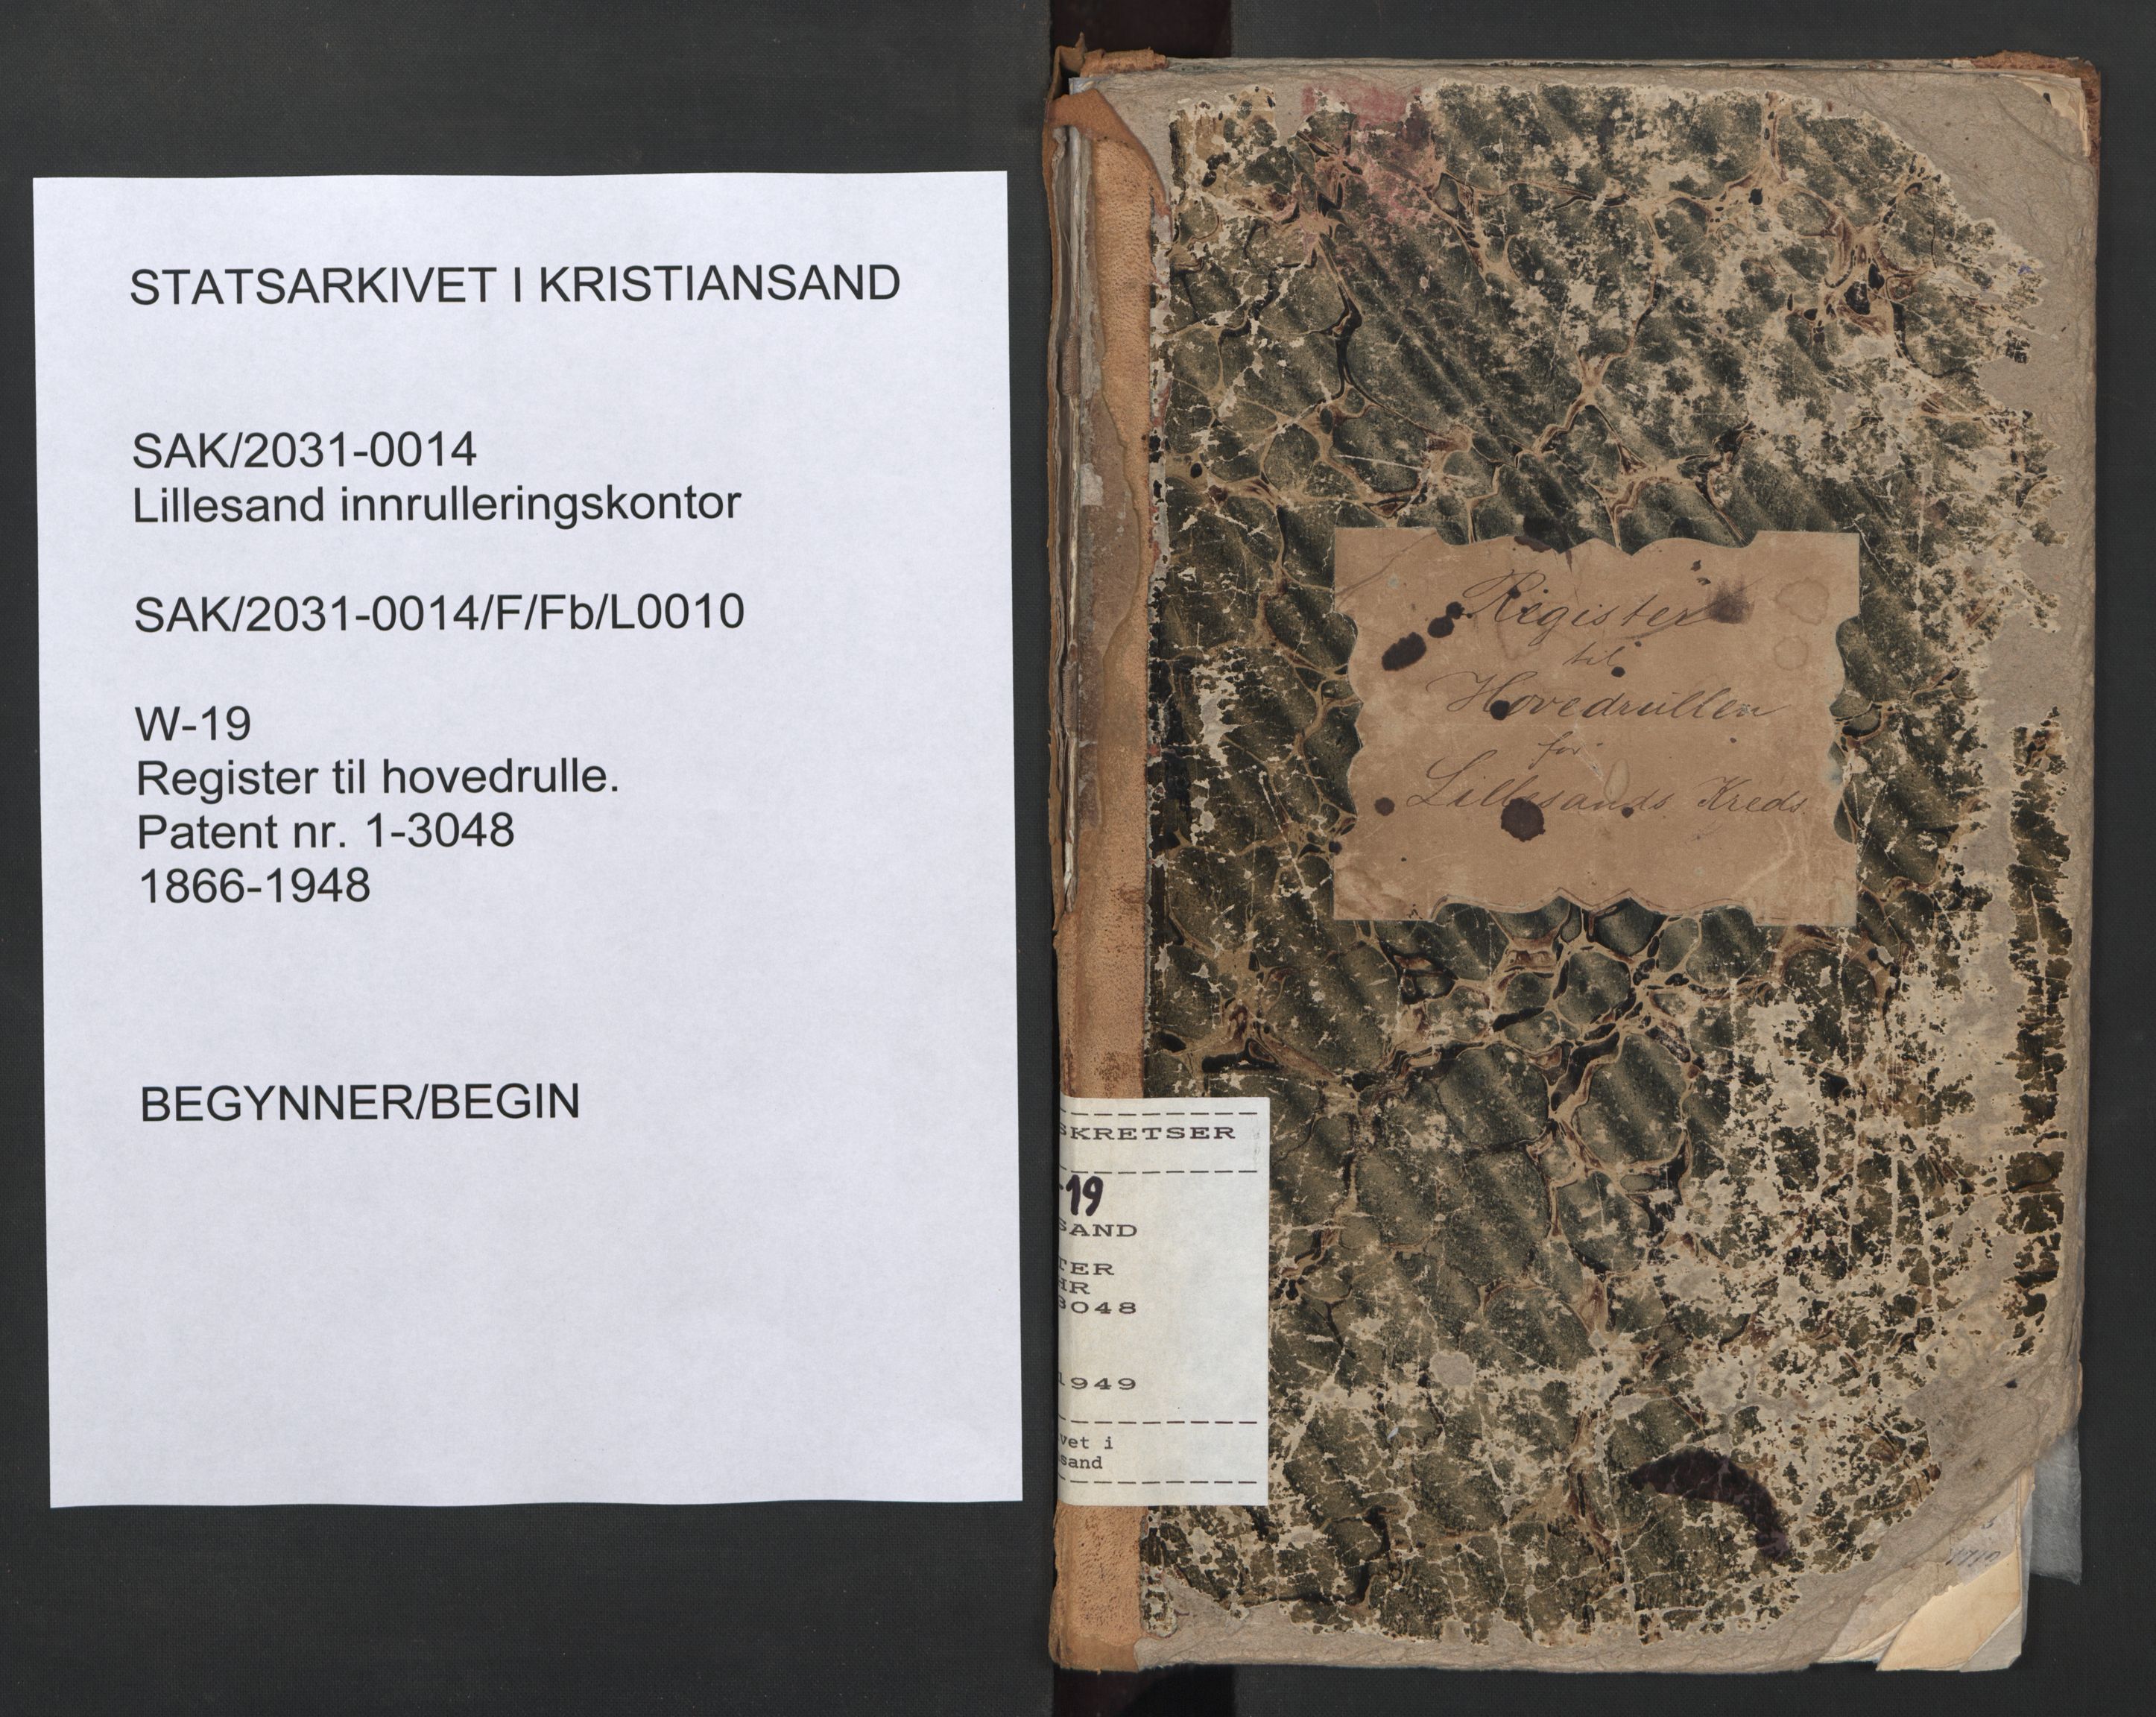 STATSARKIVET I KRISTIANSAND
SAK/2031-0014
Lillesand innrulleringskontor
SAK/2031-0014/F/Fb/L0010
W-19
Register til hovedrulle.
Patent nr. 1-3048
1866-1948
BEGYNNER/BEGIN
Register
til
Hovedrullen
for
Lillesands Kreds.
SKRETSER
-19
SAND
TER
HR
3048
1949
vet i
sand